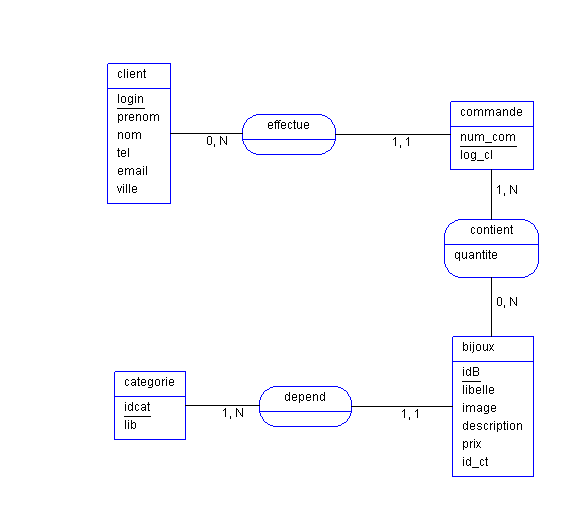 client
login
prenom
nom
tel
email
ville
0, N
effectue
1, 1
commande
num_com
log_cl
1, N
contient
quantite
0, N
bijoux
idB
libelle
image
description
prix
id_ct
categorie
idcat
lib
1, N
depend
1, 1